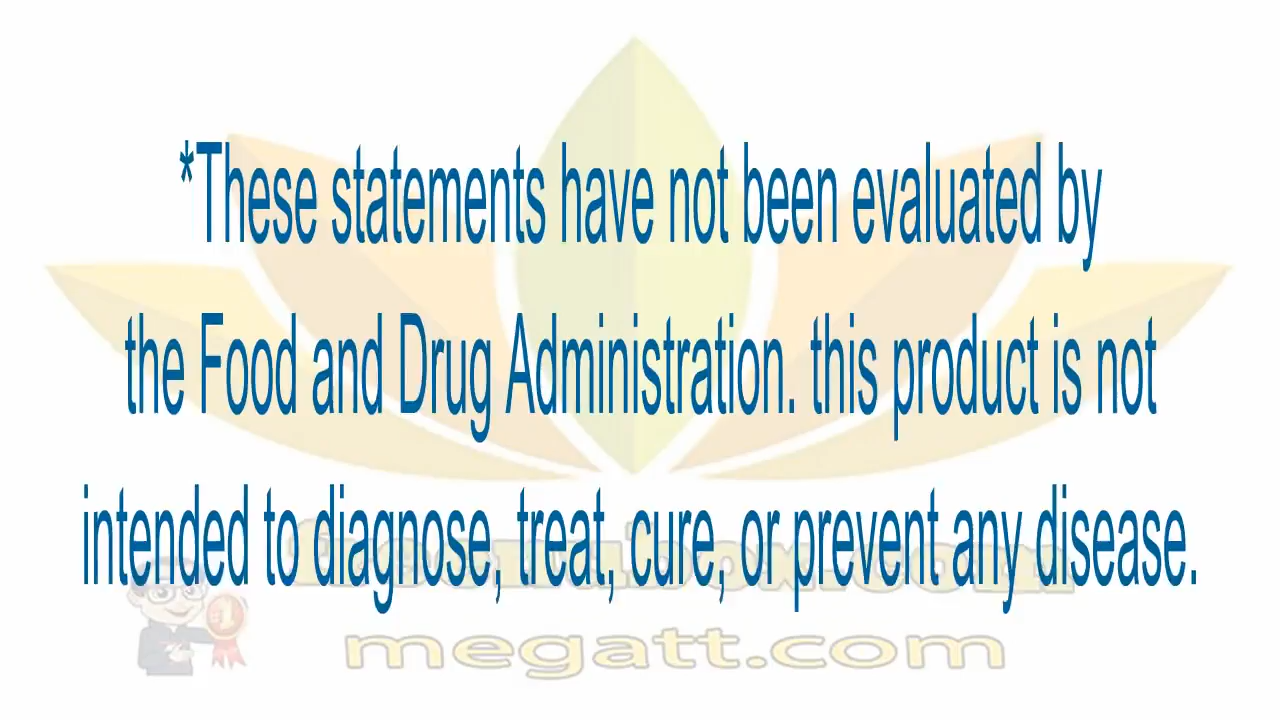 *These statements have not been evaluated by
the Food and Drug Administration. this product is not
intended to diagnose, treat, cure, or prevent any disease.
megatt.com